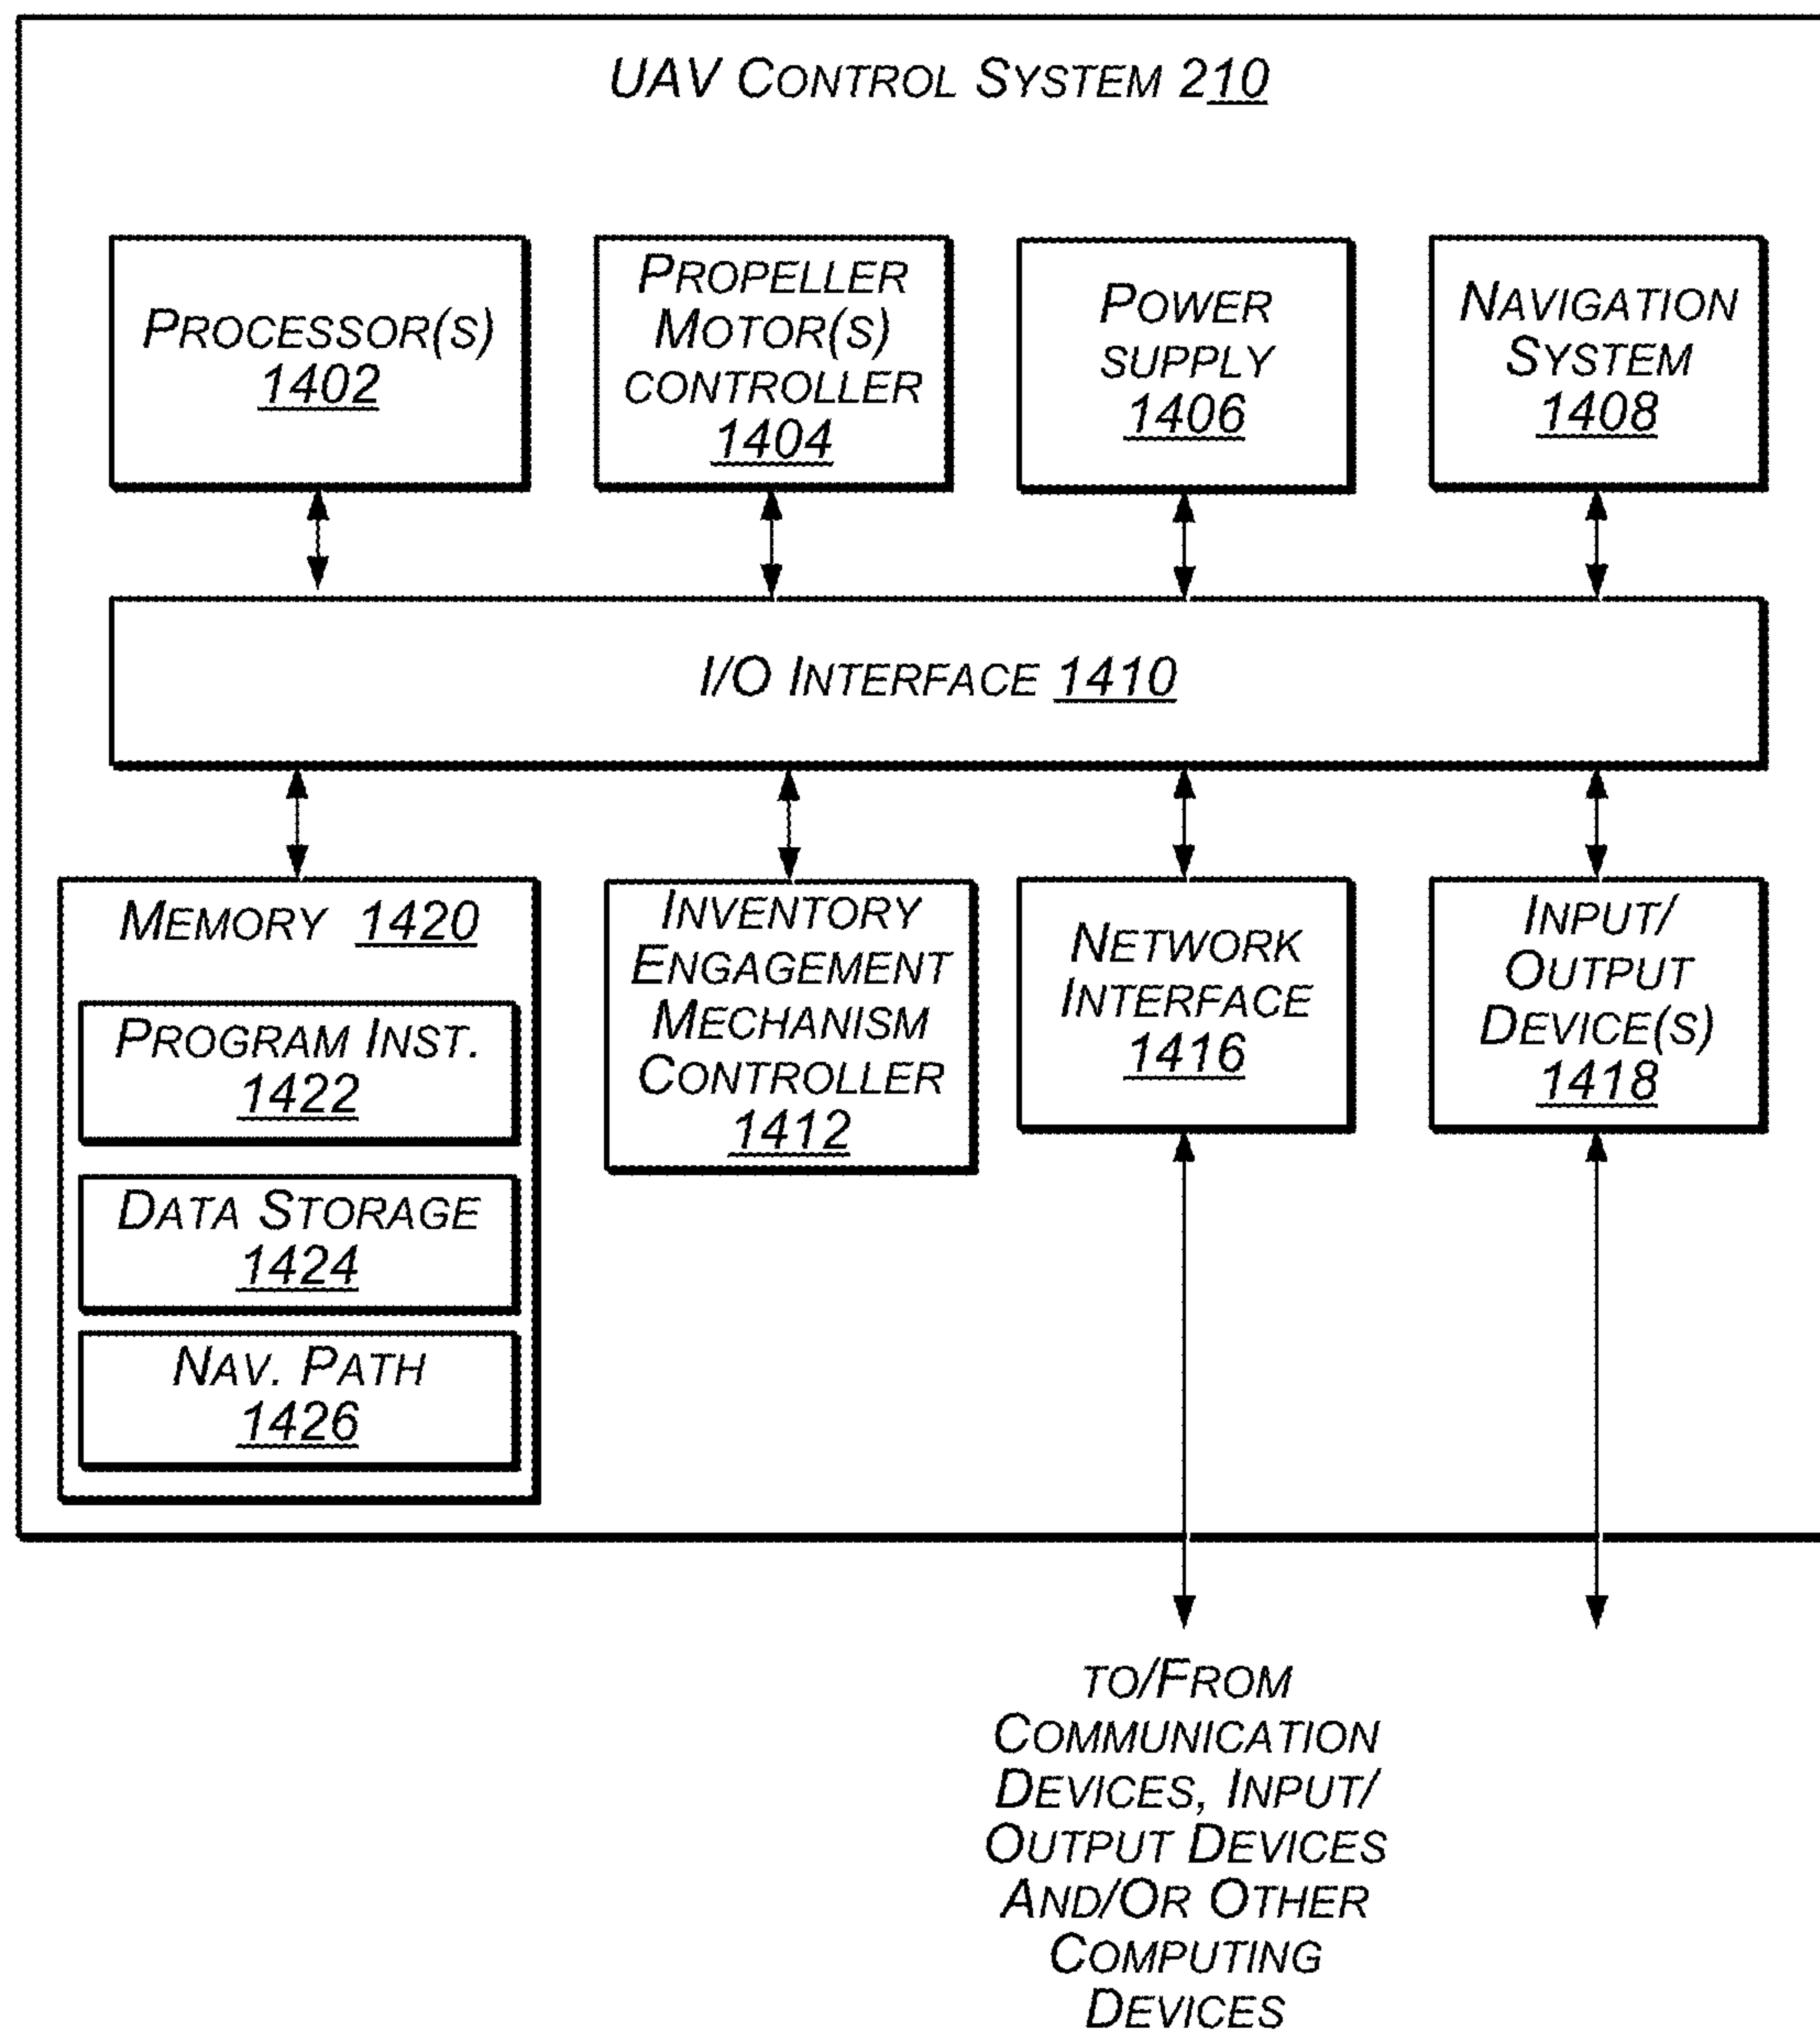 UAV CONTROL SYSTEM 210
PROCESSOR(S)
1402
PROPELLER
MOTOR(S)
CONTROLLER
1404
POWER
SUPPLY
1406
NAVIGATION
SYSTEM
1408
I/O INTERFACE 1410
MEMORY 1420
PROGRAM INST.
1422
DATA STORAGE
1424
NAV. PATH
1426
INVENTORY
ENGAGEMENT
MECHANISM
CONTROLLER
1412
NETWORK
INTERFACE
1416
INPUT/
OUTPUT
DEVICE(S)
1418
TO/FROM
COMMUNICATION
DEVICES, INPUT/
OUTPUT DEVICES
AND/OR OTHER
COMPUTING
DEVICES